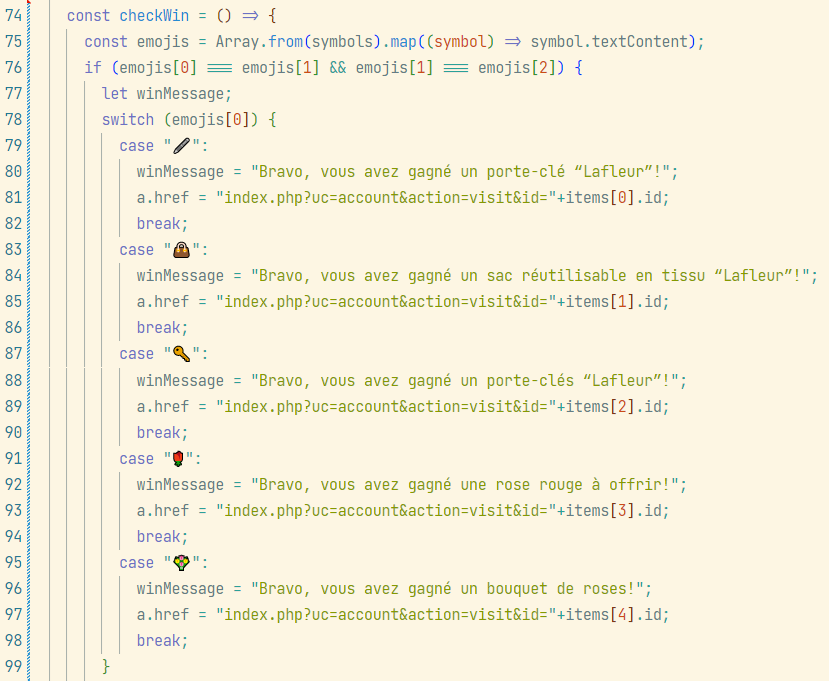 74 const checkWin = () => {
75 const emojis = Array.from(symbols).map((symbol) => symbol.textContent);
76 if (emojis[0] === emojis[1] && emojis[1] === emojis[2]) {
77 let winMessage;
78 switch (emojis[0]) {
79 case "🖊️":
80 winMessage = "Bravo, vous avez gagné un porte-clé “Lafleur”!";
81 a.href = "index.php?uc=account&action=visit&id="+items[0].id;
82 break;
83 case "👜":
84 winMessage = "Bravo, vous avez gagné un sac réutilisable en tissu “Lafleur”!";
85 a.href = "index.php?uc=account&action=visit&id="+items[1].id;
86 break;
87 case "🔑":
88 winMessage = "Bravo, vous avez gagné un porte-clés “Lafleur”!";
89 a.href = "index.php?uc=account&action=visit&id="+items[2].id;
90 break;
91 case "🌹":
92 winMessage = "Bravo, vous avez gagné une rose rouge à offrir!";
93 a.href = "index.php?uc=account&action=visit&id="+items[3].id;
94 break;
95 case "💐":
96 winMessage = "Bravo, vous avez gagné un bouquet de roses!";
97 a.href = "index.php?uc=account&action=visit&id="+items[4].id;
98 break;
99 }